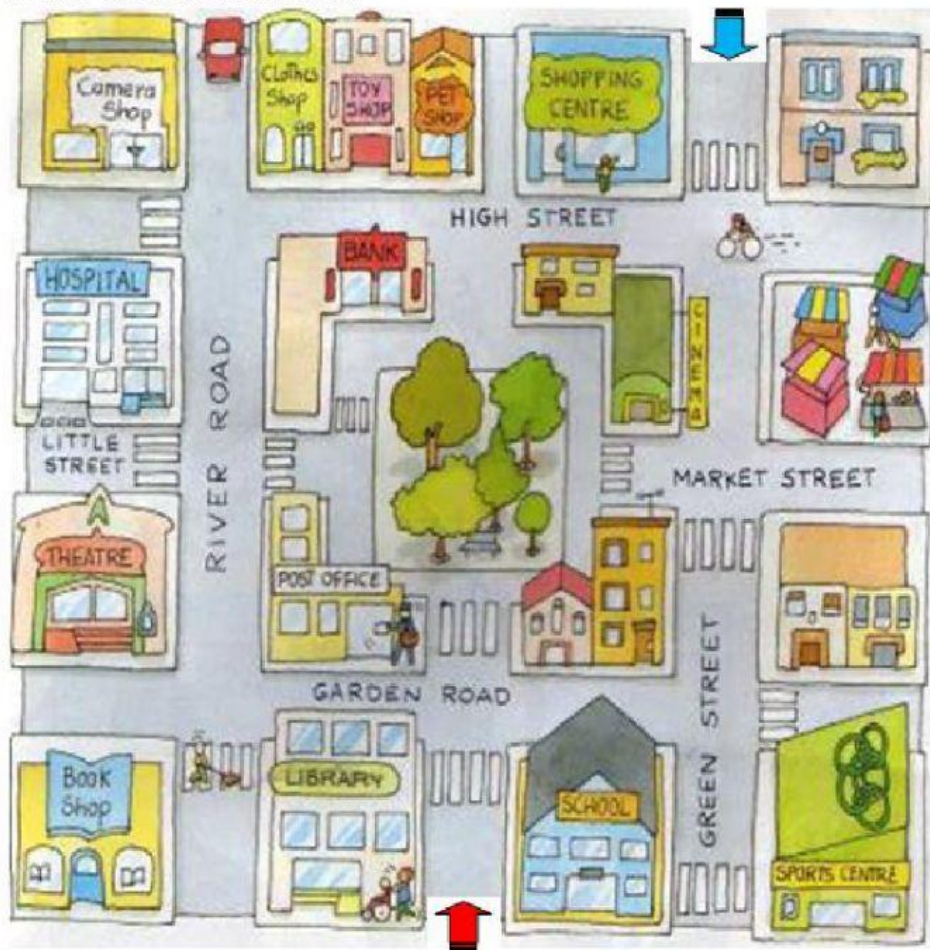 Camera
Shop
Clothes
Shop
TOY
SHOP
PET
SHOP
SHOPPING
CENTRE
HIGH STREET
BANK
HOSPITAL
CINEMA
RIVER ROAD
LITTLE
STREET
MARKET STREET
THEATRE
POST OFFICE
GARDEN ROAD
GREEN STREET
Book
Shop
LIBRARY
SCHOOL
SPORTS CENTRE